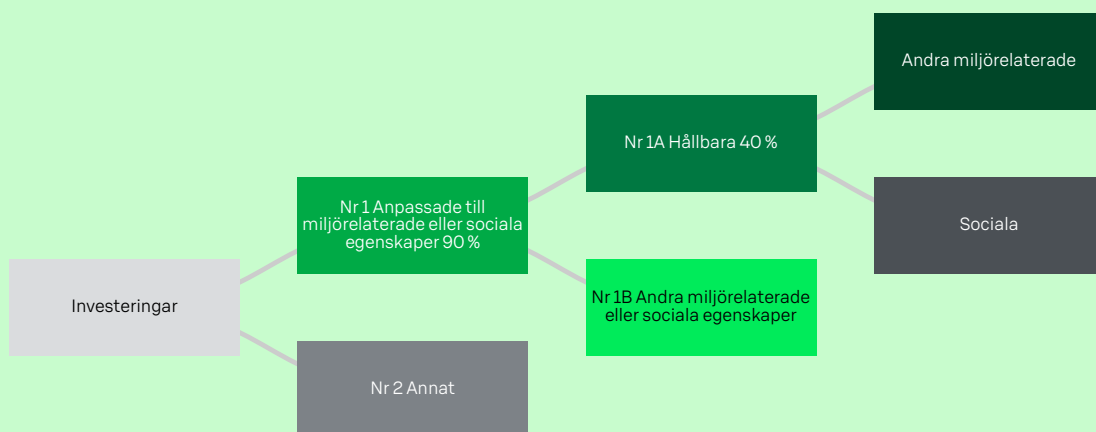 Andra miljörelaterade
Nr 1A Hållbara 40 %
Nr 1 Anpassade till
miljörelaterade eller sociala
egenskaper 90 %
Sociala
Investeringar
Nr 1B Andra miljörelaterade
eller sociala egenskaper
Nr 2 Annat